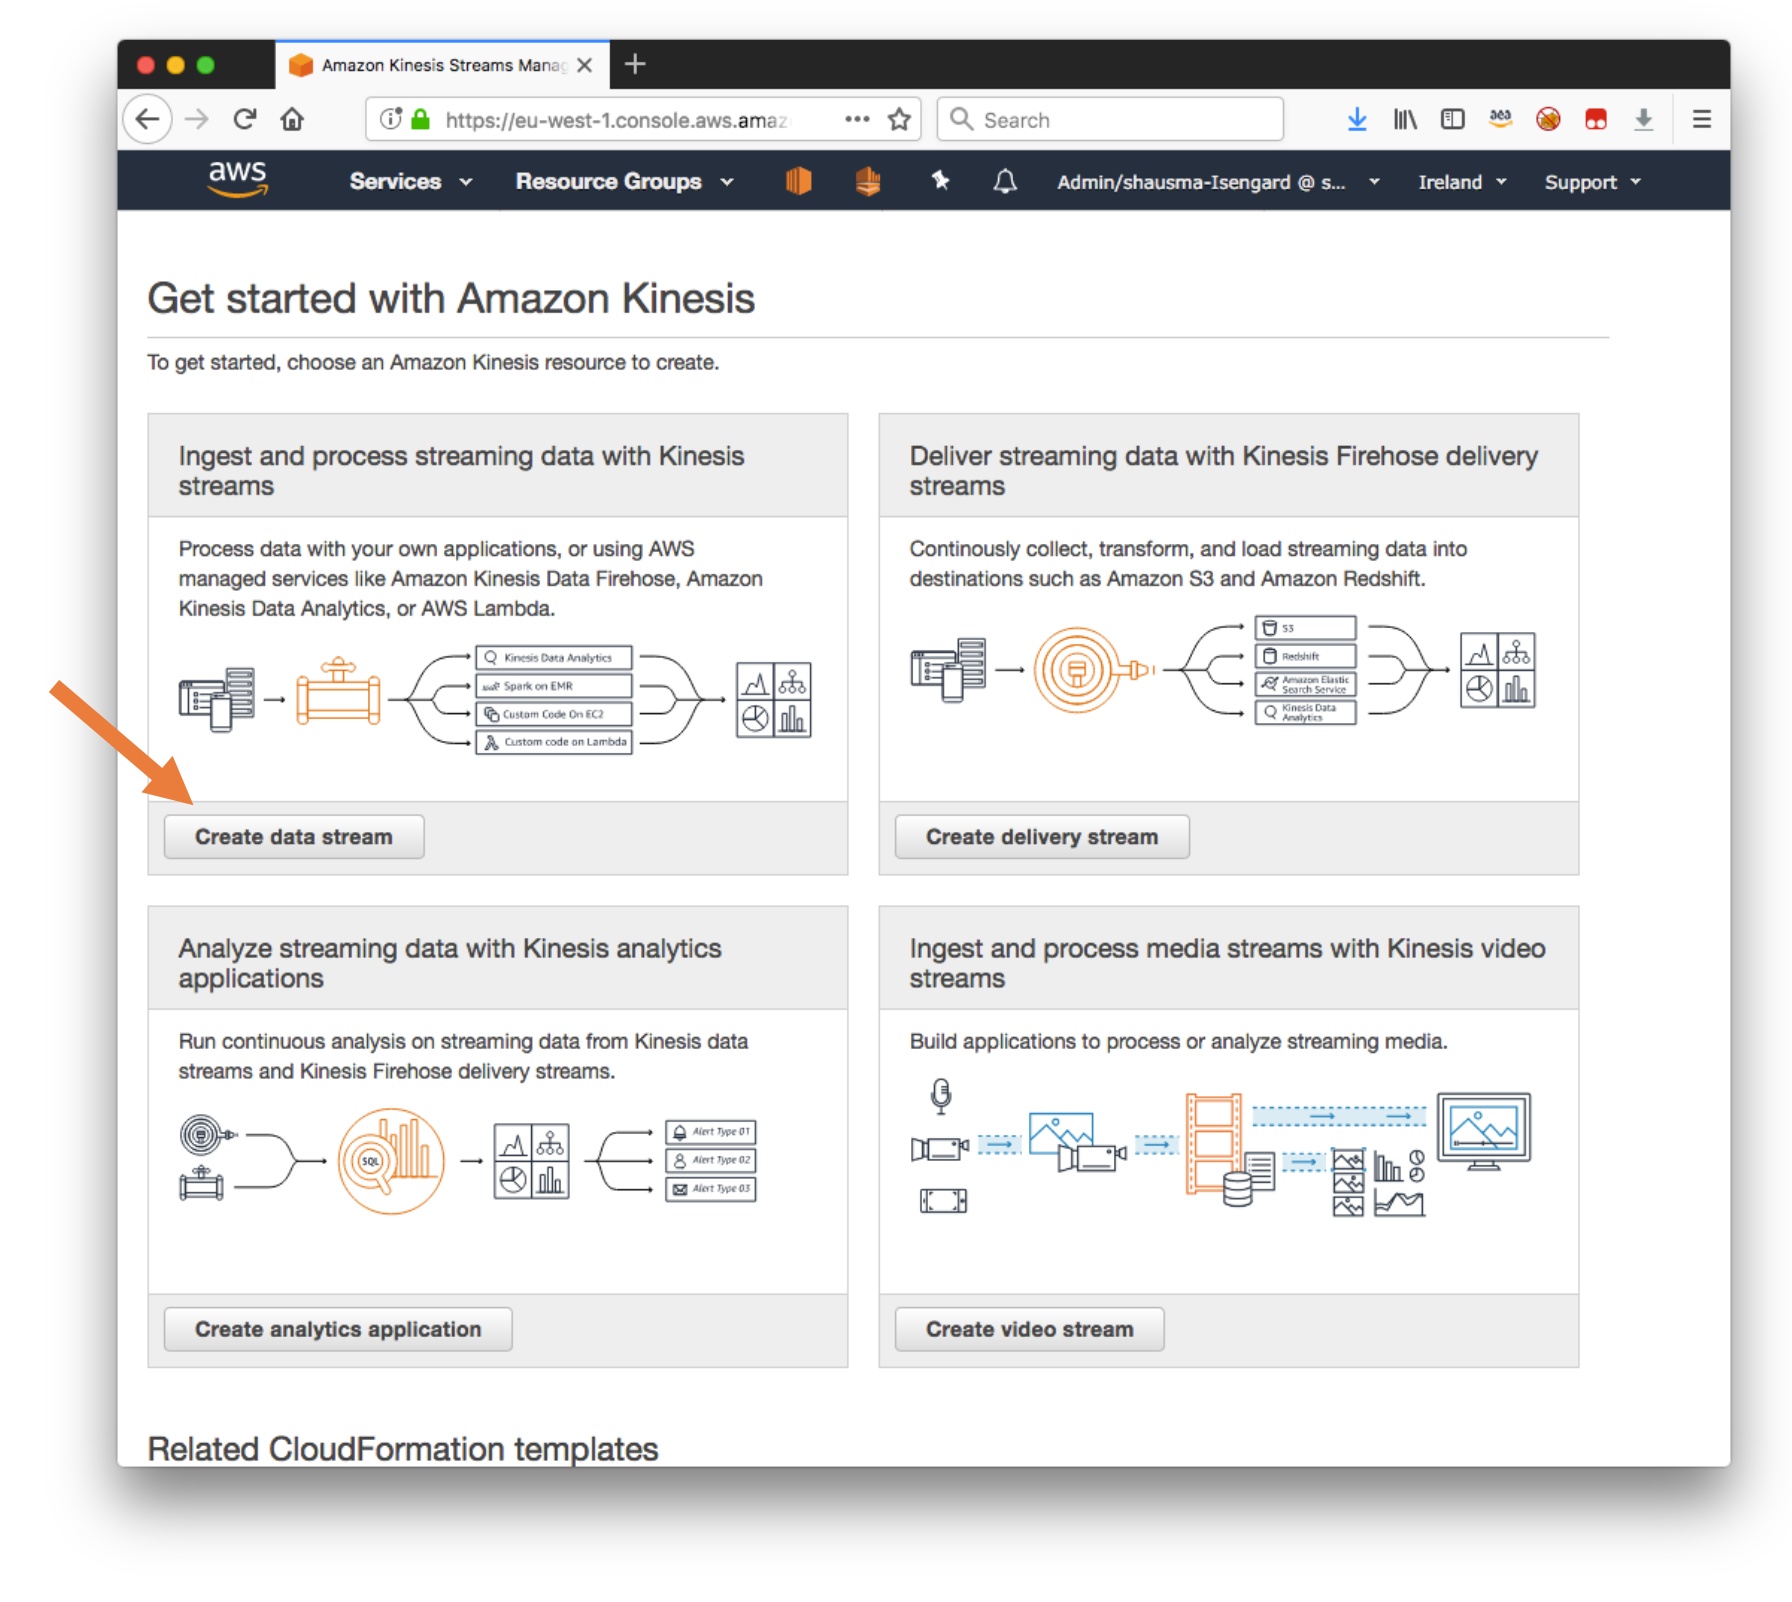 Amazon Kinesis Streams Manag
https://eu-west-1.console.aws.amaz
Search
aws
Services
Resource Groups
Admin/shausma-Isengard @ s...
Ireland
Support
Get started with Amazon Kinesis
To get started, choose an Amazon Kinesis resource to create.
Ingest and process streaming data with Kinesis
streams
Process data with your own applications, or using AWS
managed services like Amazon Kinesis Data Firehose, Amazon
Kinesis Data Analytics, or AWS Lambda.
Kinesis Data Analytics
Spark on EMR
Custom Code On EC2
Custom code on Lambda
Create data stream
Deliver streaming data with Kinesis Firehose delivery
streams
Continously collect, transform, and load streaming data into
destinations such as Amazon S3 and Amazon Redshift.
S3
Redshift
Amazon Elastic
Search Service
Kinesis Data
Analytics
Create delivery stream
Analyze streaming data with Kinesis analytics
applications
Run continuous analysis on streaming data from Kinesis data
streams and Kinesis Firehose delivery streams.
SQL
Alert Type 01
Alert Type 02
Alert Type 03
Create analytics application
Ingest and process media streams with Kinesis video
streams
Build applications to process or analyze streaming media.
Create video stream
Related CloudFormation templates